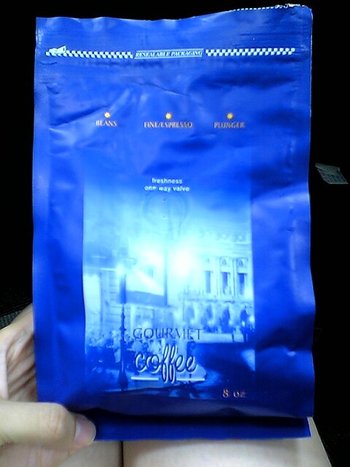 RESEALABLE PACKAGING
BEANS FINE/ESPRESSO PLUNGER
freshness
one way valve
GOURMET
coffee
8 oz